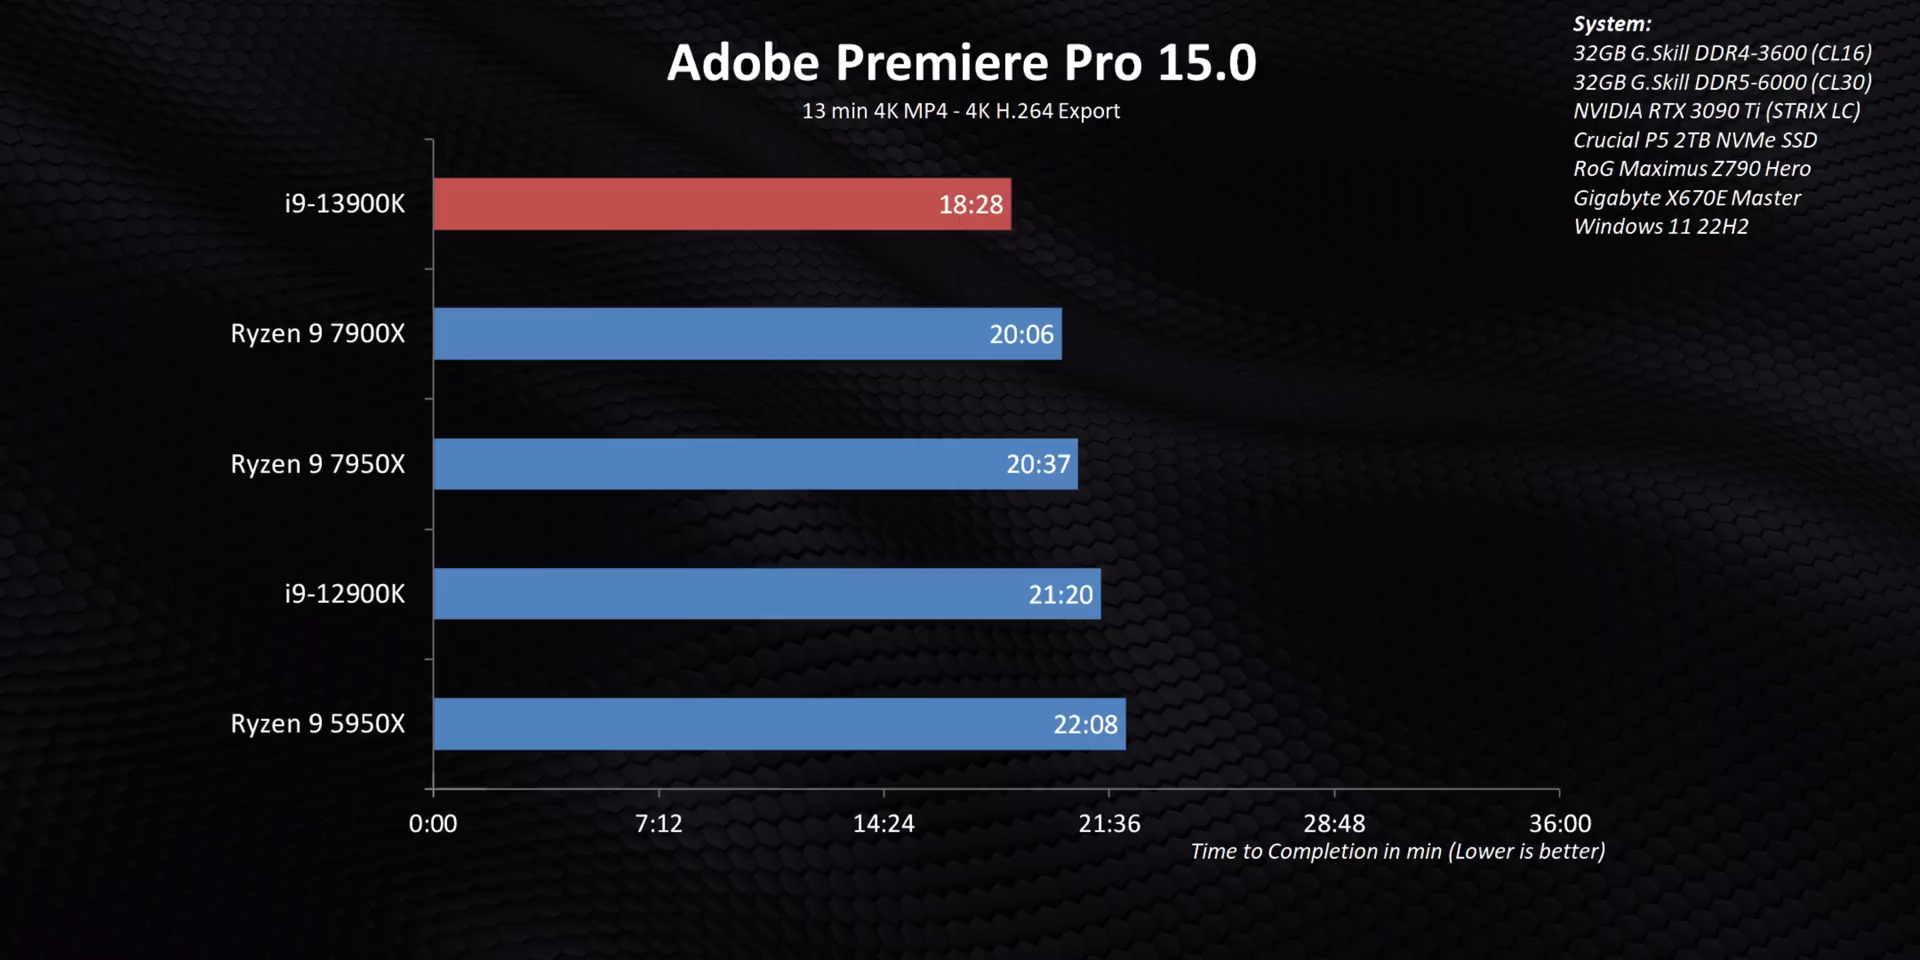 Adobe Premiere Pro 15.0
13 min 4K MP4 - 4K H.264 Export
System:
32GB G.Skill DDR4-3600 (CL16)
32GB G.Skill DDR5-6000 (CL30)
NVIDIA RTX 3090 Ti (STRIX LC)
Crucial P5 2TB NVMe SSD
RoG Maximus Z790 Hero
Gigabyte X670E Master
Windows 11 22H2
i9-13900K 18:28
Ryzen 9 7900X 20:06
Ryzen 9 7950X 20:37
i9-12900K 21:20
Ryzen 9 5950X 22:08
0:00 7:12 14:24 21:36 28:48 36:00
Time to Completion in min (Lower is better)